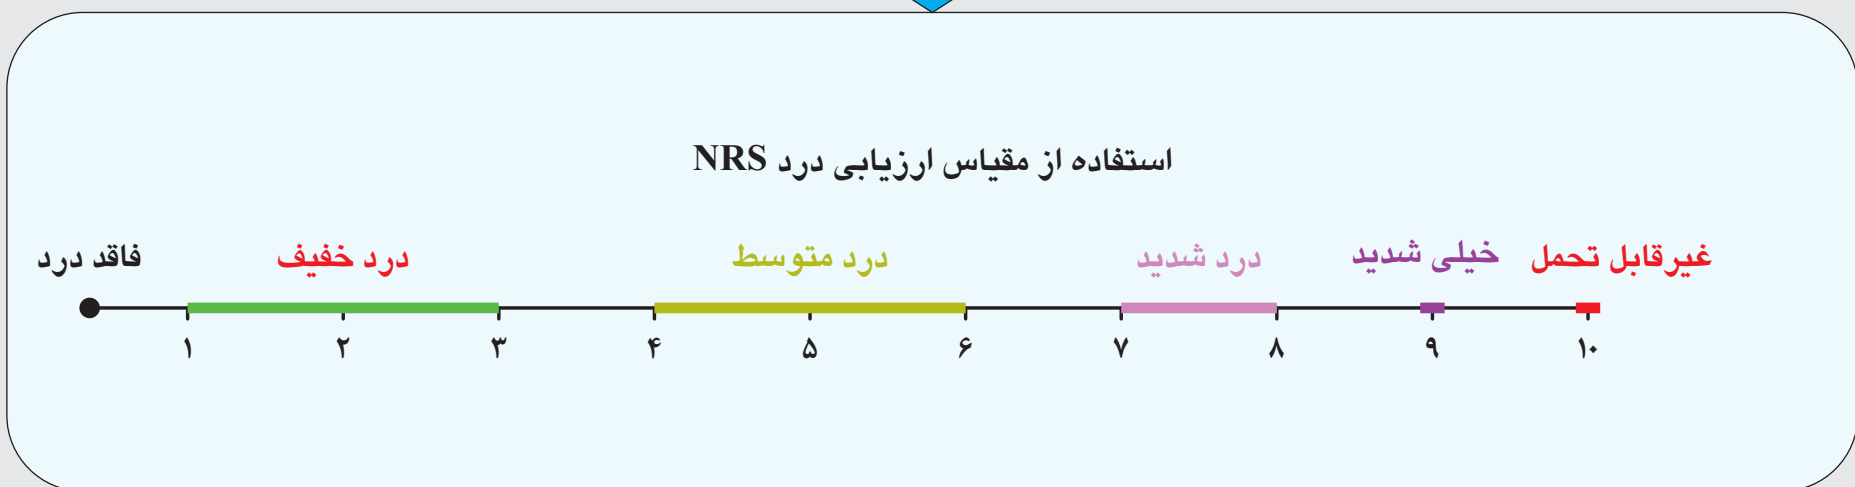 استفاده از مقیاس ارزیابی درد NRS
فاقد درد درد خفیف درد متوسط درد شدید خیلی شدید غیرقابل تحمل
۱ ۲ ۳ ۴ ۵ ۶ ۷ ۸ ۹ ۱۰